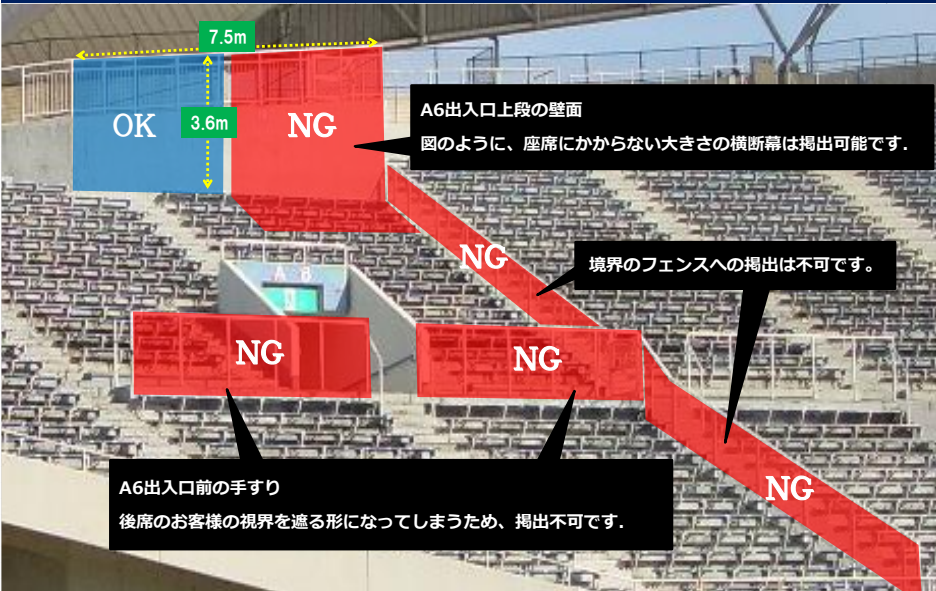 7.5m
OK
3.6m
NG
A6出入口上段の壁面
図のように、座席にかからない大きさの横断幕は掲出可能です.
NG
境界のフェンスへの掲出は不可です。
A B
NG
NG
NG
A6出入口前の手すり
後席のお客様の視界を遮る形になってしまうため、掲出不可です.